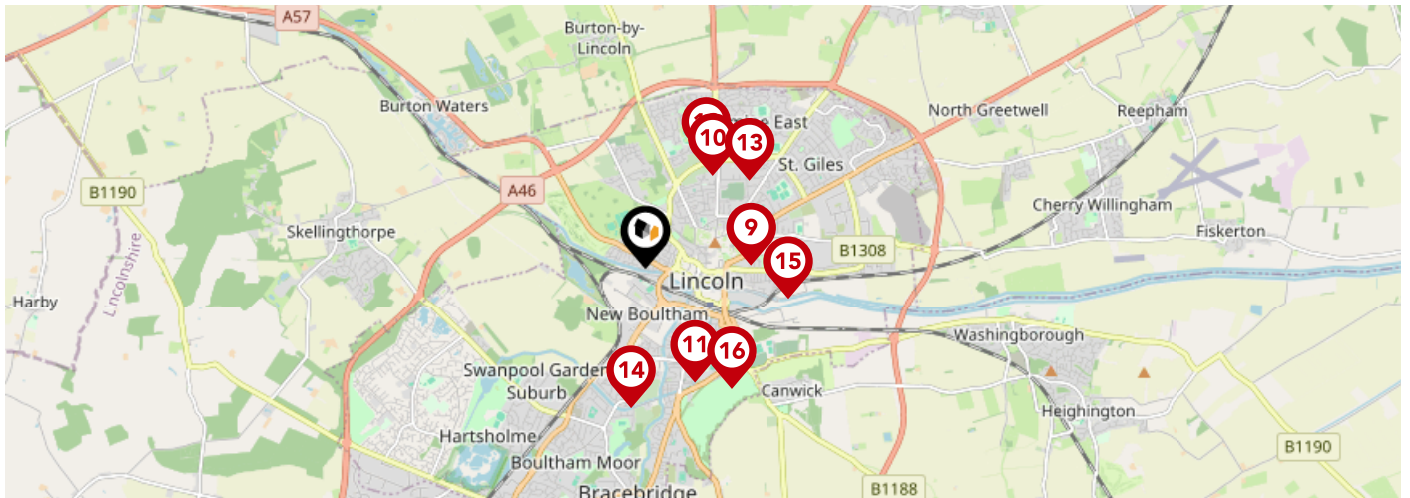 A57
Burton-by-
Lincoln
Burton Waters
North Greetwell
Reepham
East
10
13
St. Giles
B1190
A46
Cherry Willingham
Skellingthorpe
9
Fiskerton
B1308
15
Lincoln
Lincolnshire
Harby
New Boultham
Washingborough
11
16
14
Swanpool Garden
Suburb
Canwick
Heighington
Hartsholme
B1190
Boultham Moor
B1188
Bracebridge